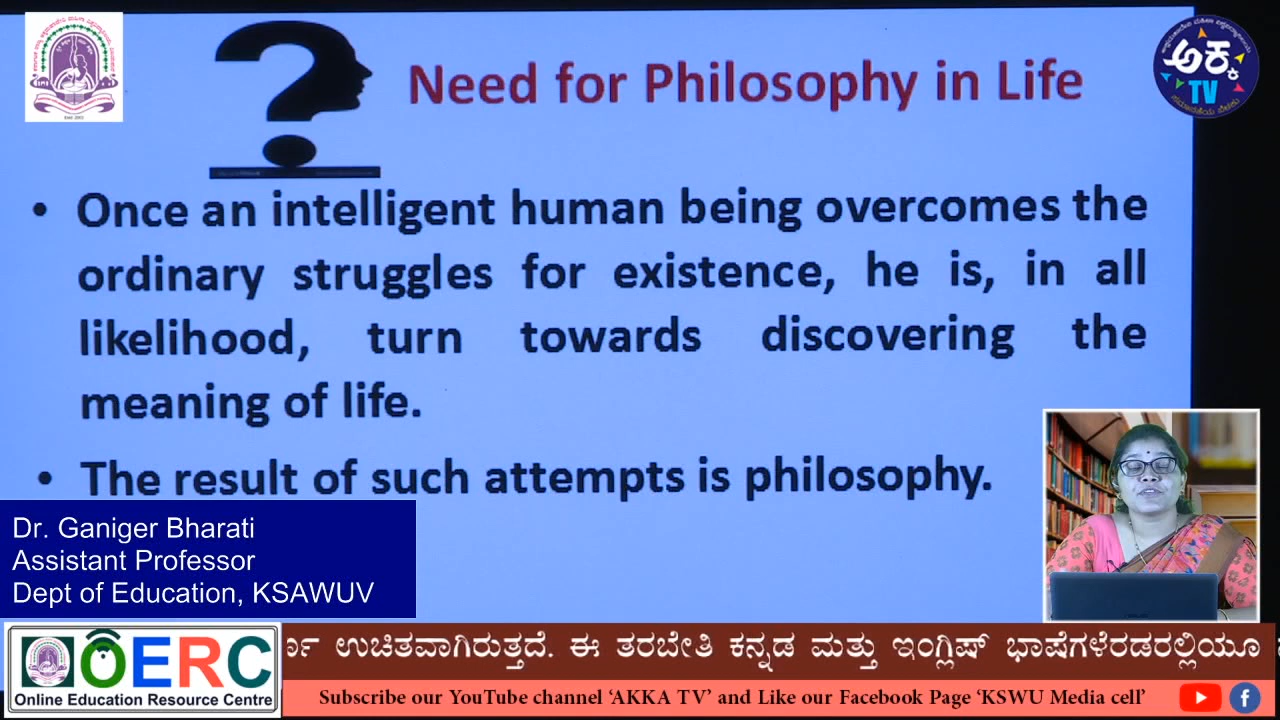 Need for Philosophy in Life
ಅಕ್ಕ
TV
• Once an intelligent human being overcomes the
ordinary struggles for existence, he is, in all
likelihood, turn towards discovering the
meaning of life.
• The result of such attempts is philosophy.
Dr. Ganiger Bharati
Assistant Professor
Dept of Education, KSAWUV
OERC
Online Education Resource Centre
ಉಚಿತವಾಗಿರುತ್ತದೆ. ಈ ತರಬೇತಿ ಕನ್ನಡ ಮತ್ತು ಇಂಗ್ಲಿಷ್ ಭಾಷೆಗಳೆರಡರಲ್ಲಿಯೂ
Subscribe our YouTube channel ‘AKKA TV’ and Like our Facebook Page ‘KSWU Media cell’